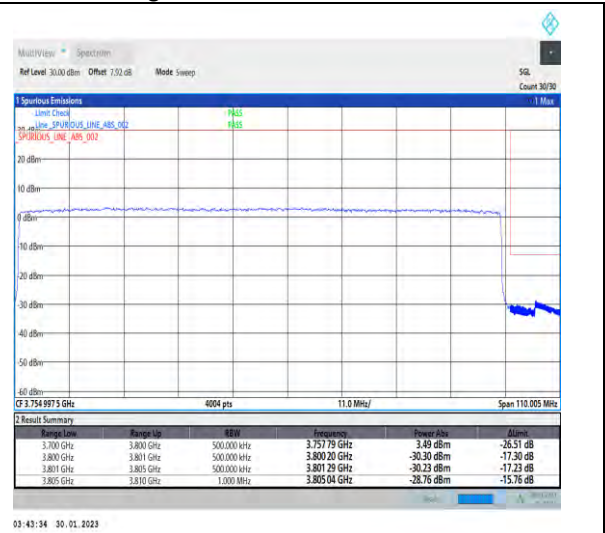 MultiView Spectrum
Ref Level 30.00 dBm Offset 7.92 dB Mode Sweep SGL
Count 30/30
1 Spurious Emissions 1 Max
Limit Check PASS
Line _SPURIOUS_LINE_ABS_002 PASS
_SPURIOUS_LINE_ABS_002
20 dBm
10 dBm
0 dBm
-10 dBm
-20 dBm
-30 dBm
-40 dBm
-50 dBm
-60 dBm
CF 3.754 997 5 GHz 4004 pts 11.0 MHz/ Span 110.005 MHz
2 Result Summary
Range Low Range Up RBW Frequency Power Abs ΔLimit
3.700 GHz 3.800 GHz 500.000 kHz 3.757 79 GHz 3.49 dBm -26.51 dB
3.800 GHz 3.801 GHz 500.000 kHz 3.800 20 GHz -30.30 dBm -17.30 dB
3.801 GHz 3.805 GHz 500.000 kHz 3.801 29 GHz -30.23 dBm -17.23 dB
3.805 GHz 3.810 GHz 1.000 MHz 3.805 04 GHz -28.76 dBm -15.76 dB
03:43:34 30.01.2023